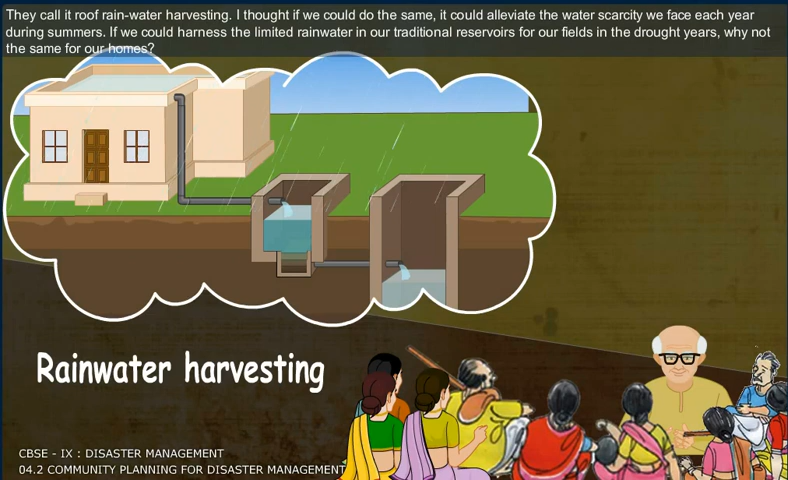 They call it roof rain-water harvesting. I thought if we could do the same, it could alleviate the water scarcity we face each year
during summers. If we could harness the limited rainwater in our traditional reservoirs for our fields in the drought years, why not
the same for our homes?
Rainwater harvesting
CBSE - IX : DISASTER MANAGEMENT
04.2 COMMUNITY PLANNING FOR DISASTER MANAGEMENT